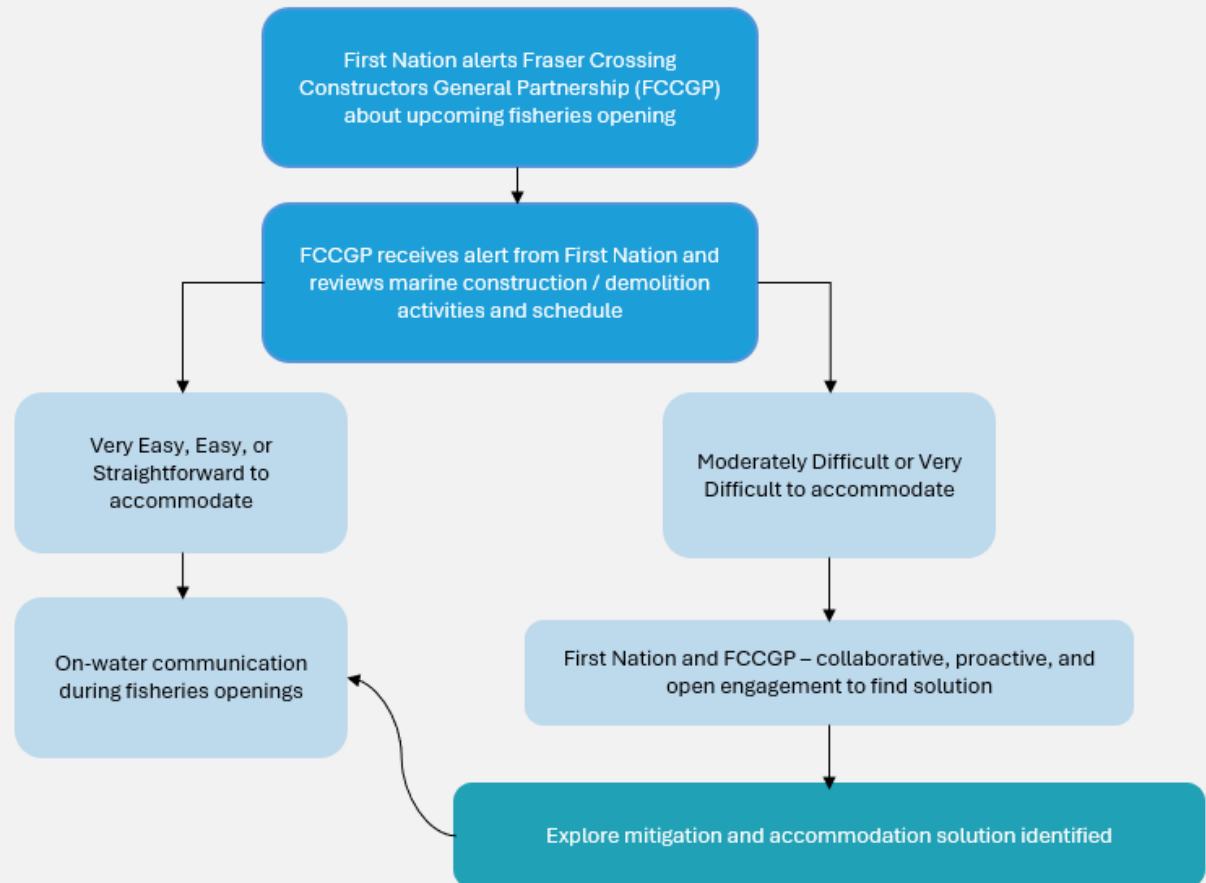 First Nation alerts Fraser Crossing
Constructors General Partnership (FCCGP)
about upcoming fisheries opening
FCCGP receives alert from First Nation and
reviews marine construction / demolition
activities and schedule
Very Easy, Easy, or
Straightforward to
accommodate
Moderately Difficult or Very
Difficult to accommodate
On-water communication
during fisheries openings
First Nation and FCCGP – collaborative, proactive, and
open engagement to find solution
Explore mitigation and accommodation solution identified